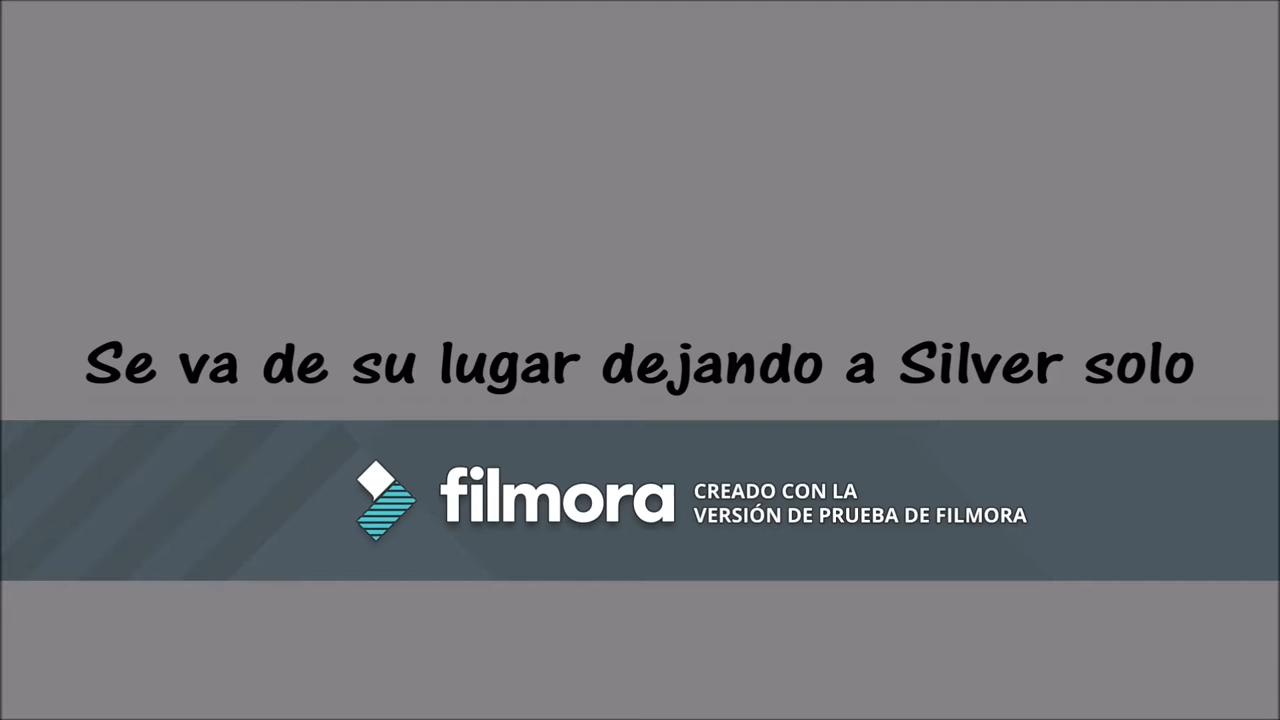 Se va de su lugar dejando a Silver solo
filmora
CREADO CON LA
VERSIÓN DE PRUEBA DE FILMORA